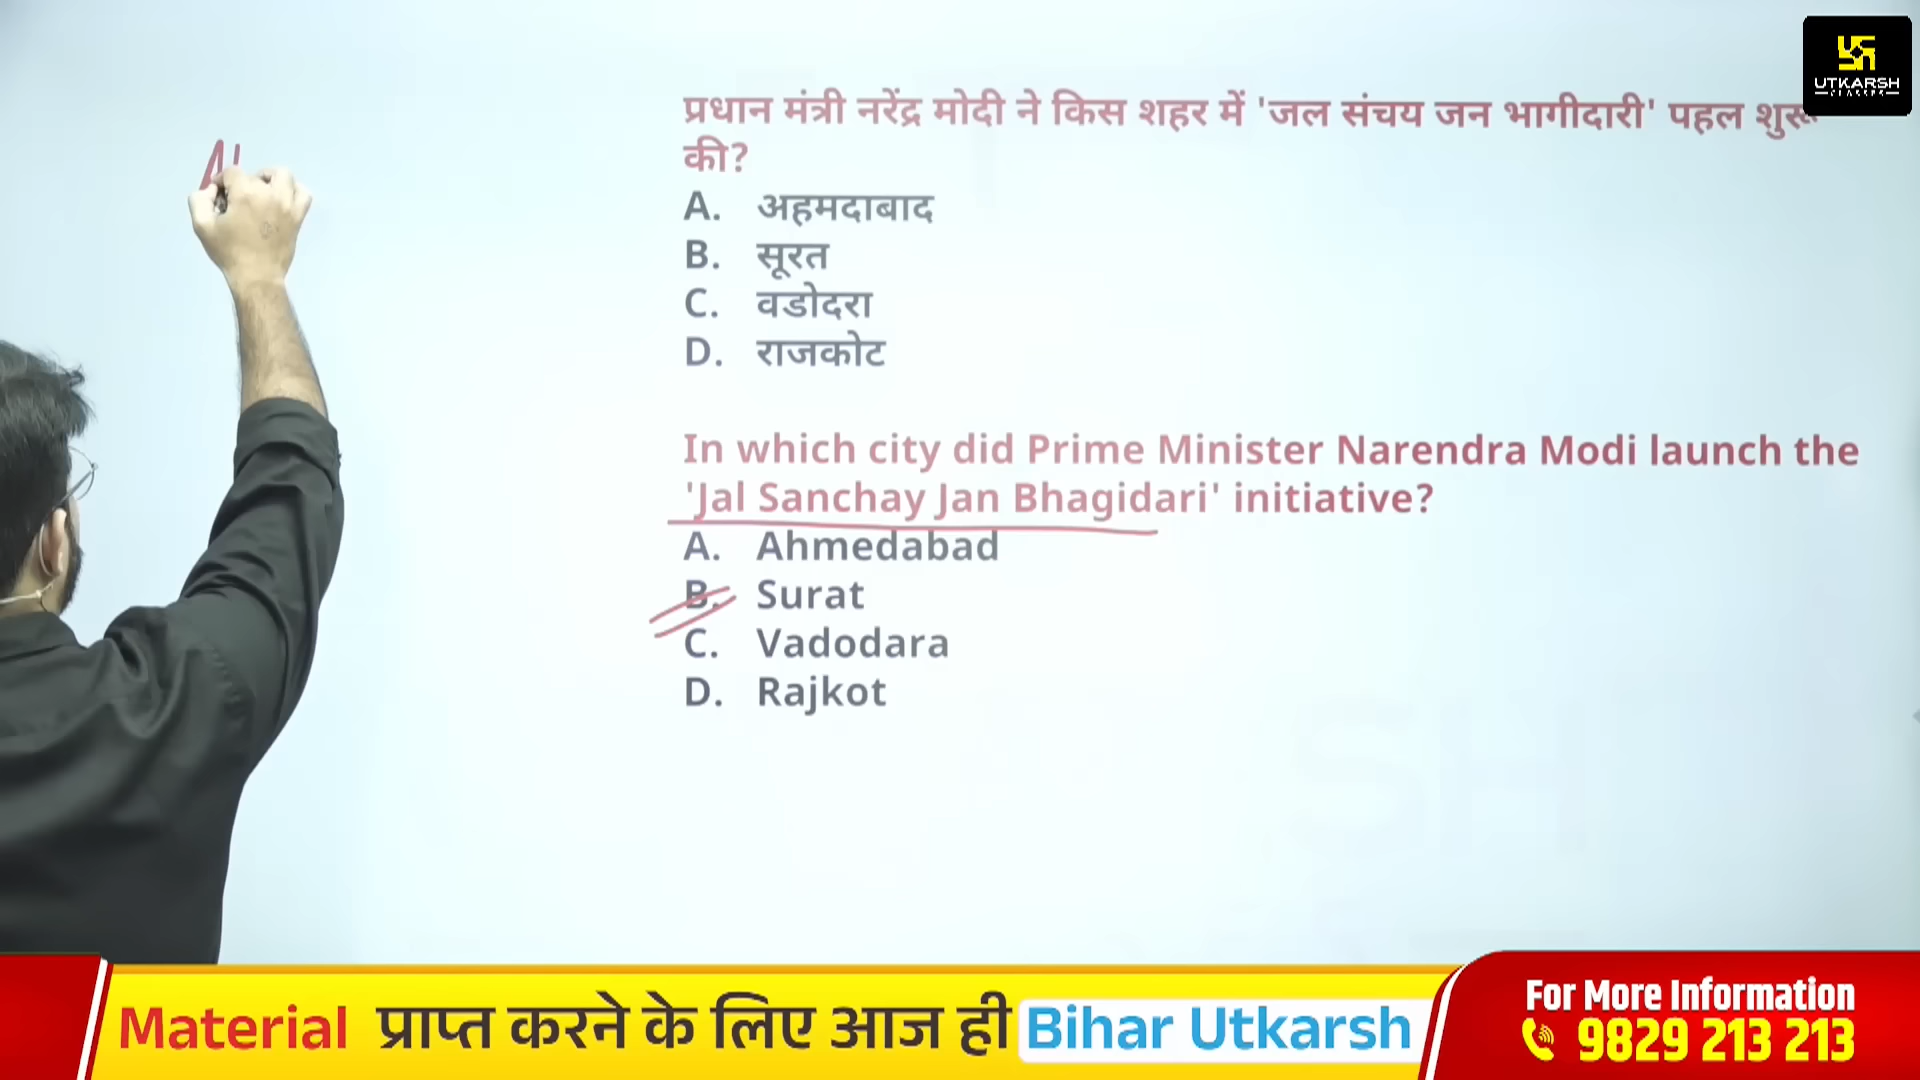 प्रधान मंत्री नरेंद्र मोदी ने किस शहर में 'जल संचय जन भागीदारी' पहल शुरू
की?
A. अहमदाबाद
B. सूरत
C. वडोदरा
D. राजकोट
In which city did Prime Minister Narendra Modi launch the
'Jal Sanchay Jan Bhagidari' initiative?
A. Ahmedabad
B. Surat
C. Vadodara
D. Rajkot
UTKARSH
CLASSES
Material प्राप्त करने के लिए आज ही Bihar Utkarsh
For More Information
9829 213 213